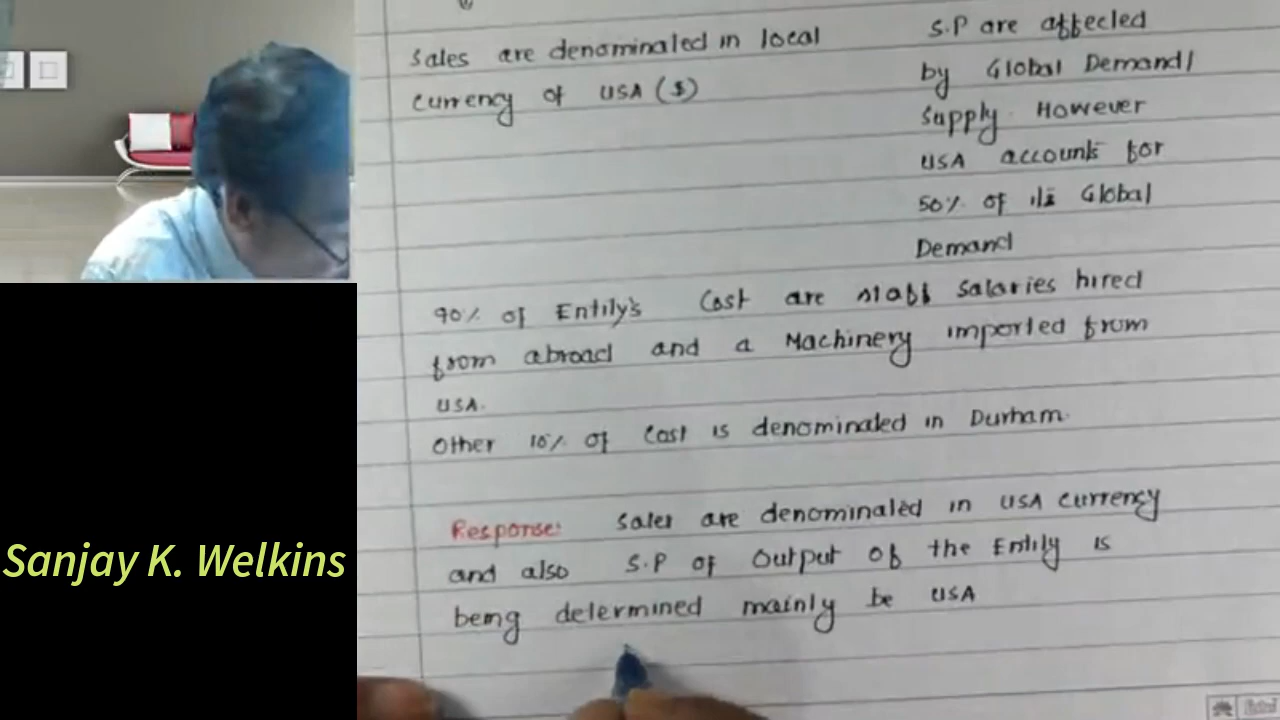 Sales are denominated in local
currency of USA ($)
S.P are affected
by Global Demand/
Supply. However
USA accounts for
50% of its Global
Demand
90% of Entity's Cost are staff salaries hired
from abroad and a Machinery imported from
USA.
Other 10% of Cost is denominated in Durham.
Response: Sales are denominated in USA currency
and also S.P of Output of the Entity is
being determined mainly be USA
Sanjay K. Welkins